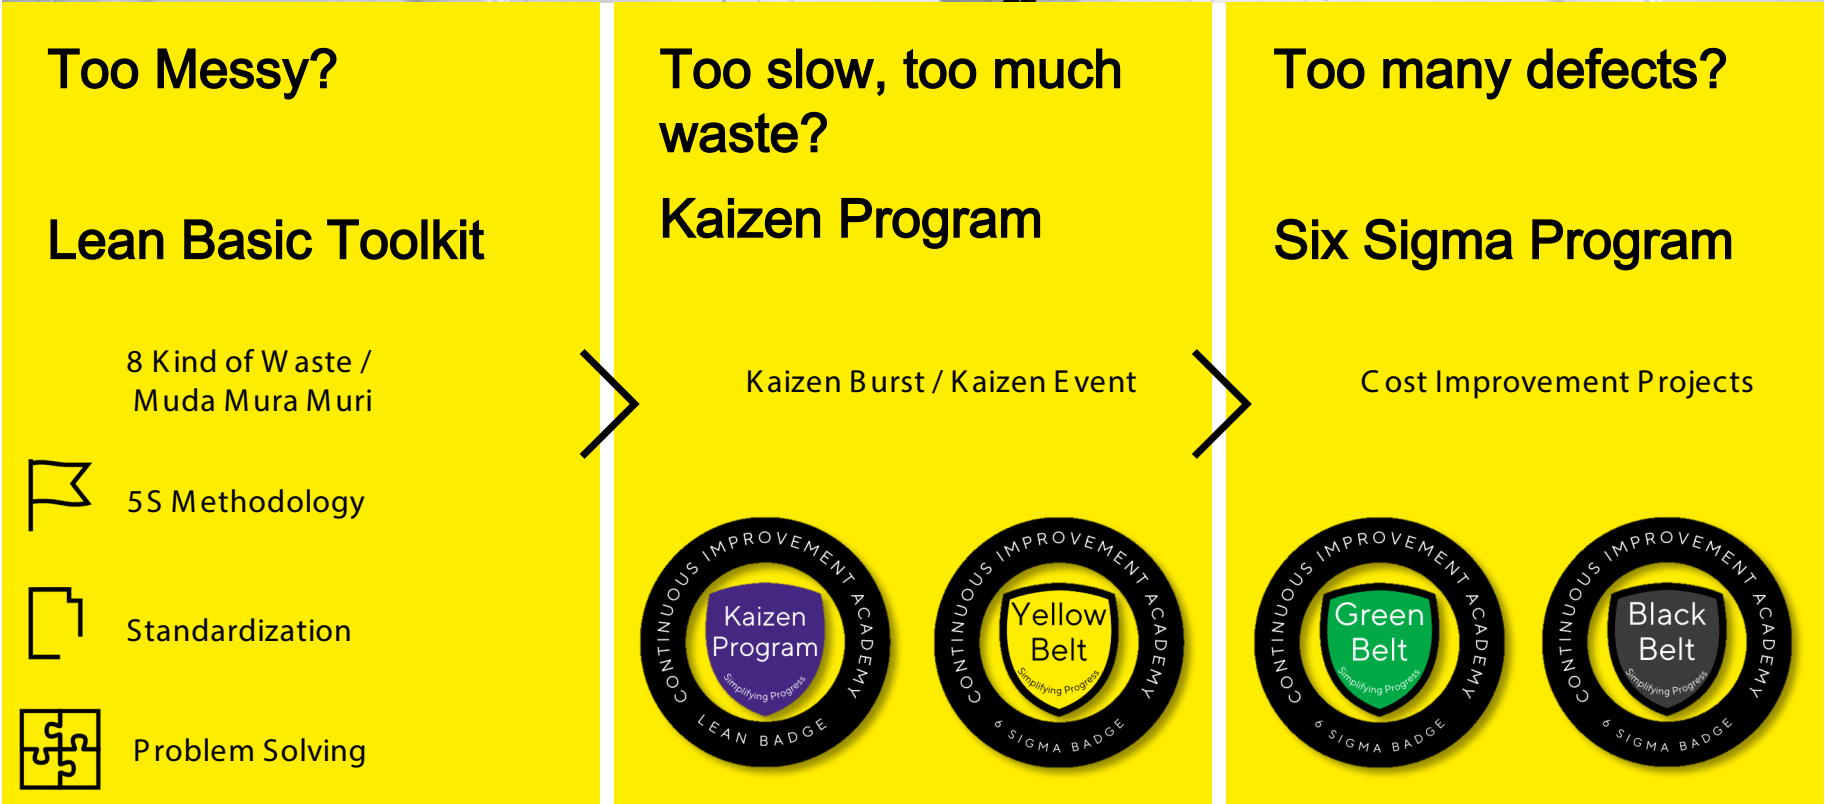 Too Messy?
Lean Basic Toolkit
8 Kind of Waste /
Muda Mura Muri
5S Methodology
Standardization
Problem Solving
Too slow, too much
waste?
Kaizen Program
Kaizen Burst / Kaizen Event
CONTINUOUS IMPROVEMENT ACADEMY
Kaizen
Program
Simplifying Progress
LEAN BADGE
CONTINUOUS IMPROVEMENT ACADEMY
Yellow
Belt
Simplifying Progress
6 SIGMA BADGE
Too many defects?
Six Sigma Program
Cost Improvement Projects
CONTINUOUS IMPROVEMENT ACADEMY
Green
Belt
Simplifying Progress
6 SIGMA BADGE
CONTINUOUS IMPROVEMENT ACADEMY
Black
Belt
Simplifying Progress
6 SIGMA BADGE